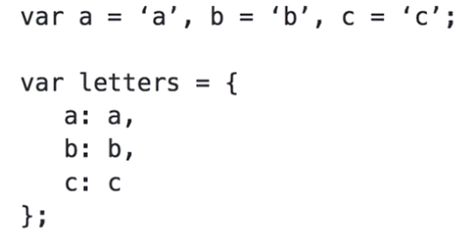 var a = ‘a’, b = ‘b’, c = ‘c’;
var letters = {
a: a,
b: b,
c: c
};